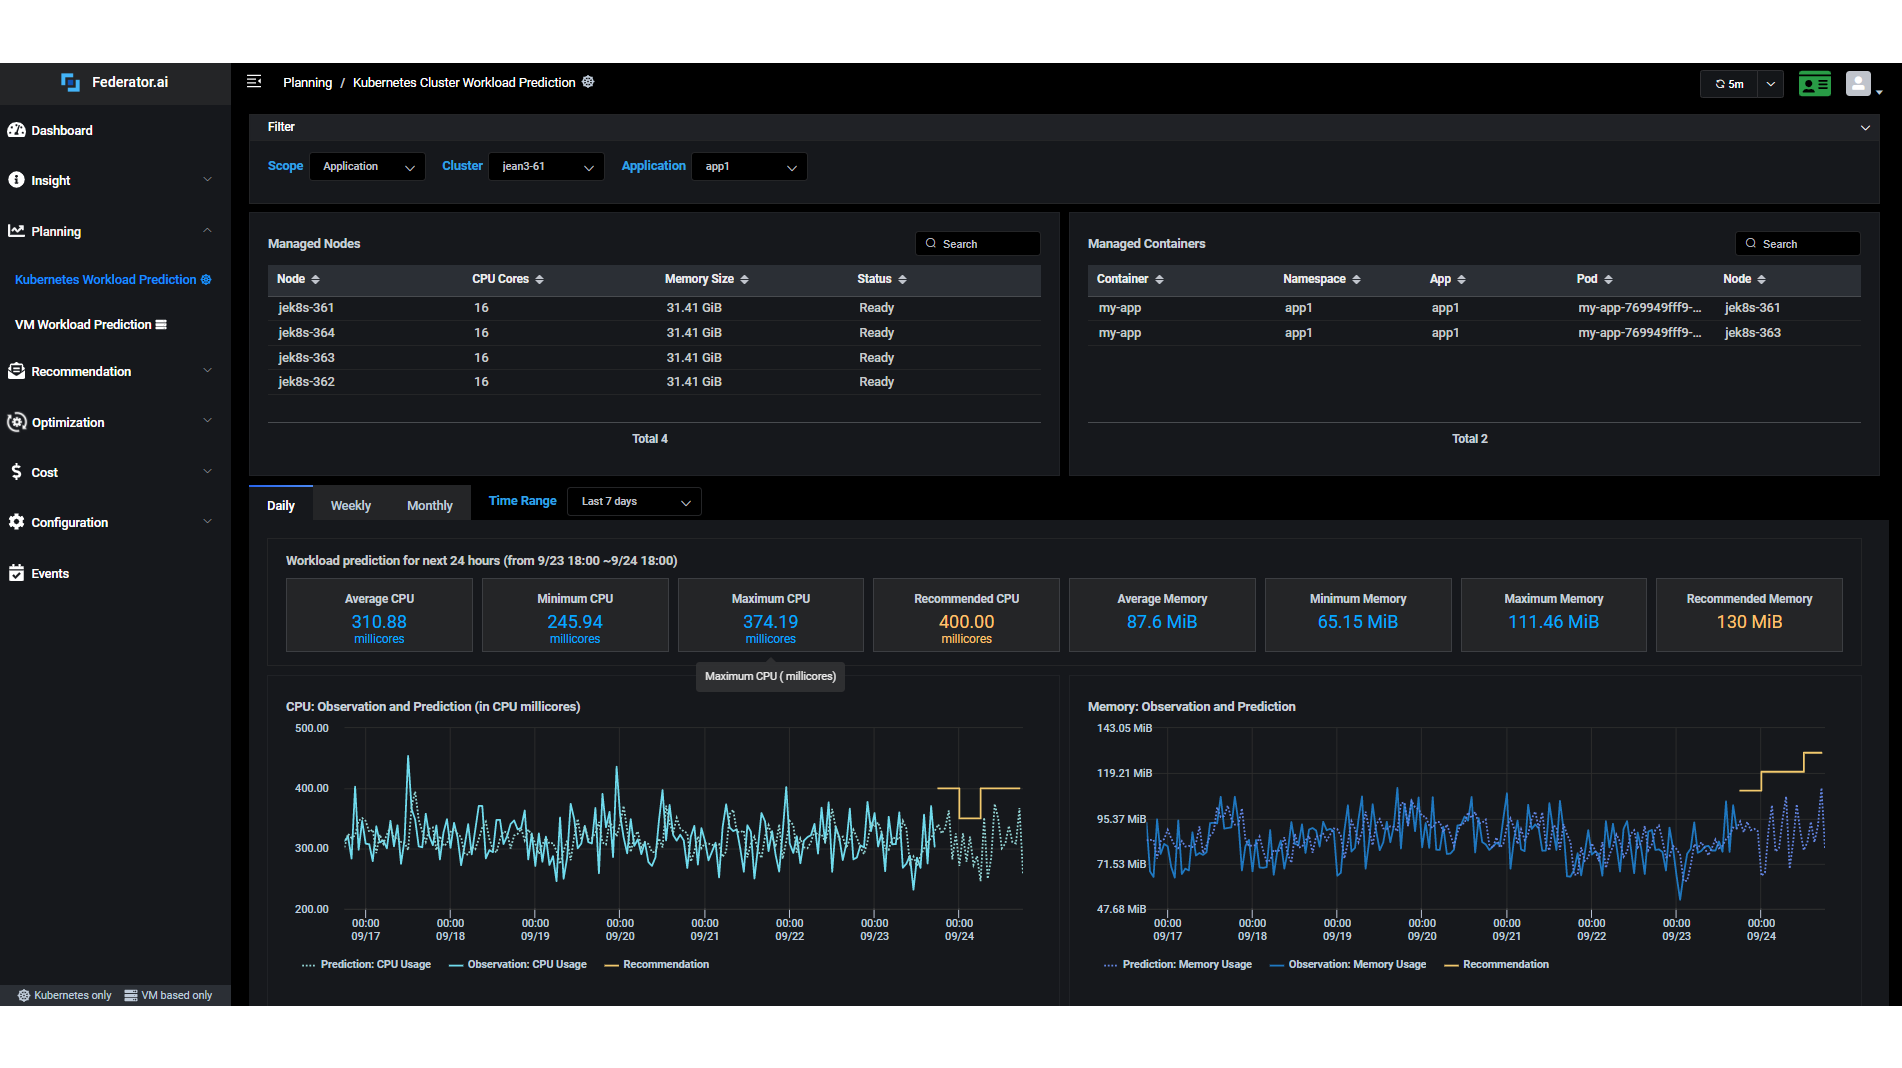 Federator.ai
Planning / Kubernetes Cluster Workload Prediction
5m
Dashboard
Insight
Planning
Kubernetes Workload Prediction
VM Workload Prediction
Recommendation
Optimization
Cost
Configuration
Events
Kubernetes only VM based only
Filter
Scope Application Cluster jean3-61 Application app1
Managed Nodes Search
Node CPU Cores Memory Size Status
jek8s-361 16 31.41 GiB Ready
jek8s-364 16 31.41 GiB Ready
jek8s-363 16 31.41 GiB Ready
jek8s-362 16 31.41 GiB Ready
Total 4
Managed Containers Search
Container Namespace App Pod Node
my-app app1 app1 my-app-769949fff9-... jek8s-361
my-app app1 app1 my-app-769949fff9-... jek8s-363
Total 2
Daily Weekly Monthly Time Range Last 7 days
Workload prediction for next 24 hours (from 9/23 18:00 ~9/24 18:00)
Average CPU
310.88
millicores
Minimum CPU
245.94
millicores
Maximum CPU
374.19
millicores
Recommended CPU
400.00
millicores
Average Memory
87.6 MiB
Minimum Memory
65.15 MiB
Maximum Memory
111.46 MiB
Recommended Memory
130 MiB
Maximum CPU ( millicores)
CPU: Observation and Prediction (in CPU millicores)
500.00
400.00
300.00
200.00
00:00 00:00 00:00 00:00 00:00 00:00 00:00 00:00
09/17 09/18 09/19 09/20 09/21 09/22 09/23 09/24
Prediction: CPU Usage Observation: CPU Usage Recommendation
Memory: Observation and Prediction
143.05 MiB
119.21 MiB
95.37 MiB
71.53 MiB
47.68 MiB
00:00 00:00 00:00 00:00 00:00 00:00 00:00 00:00
09/17 09/18 09/19 09/20 09/21 09/22 09/23 09/24
Prediction: Memory Usage Observation: Memory Usage Recommendation